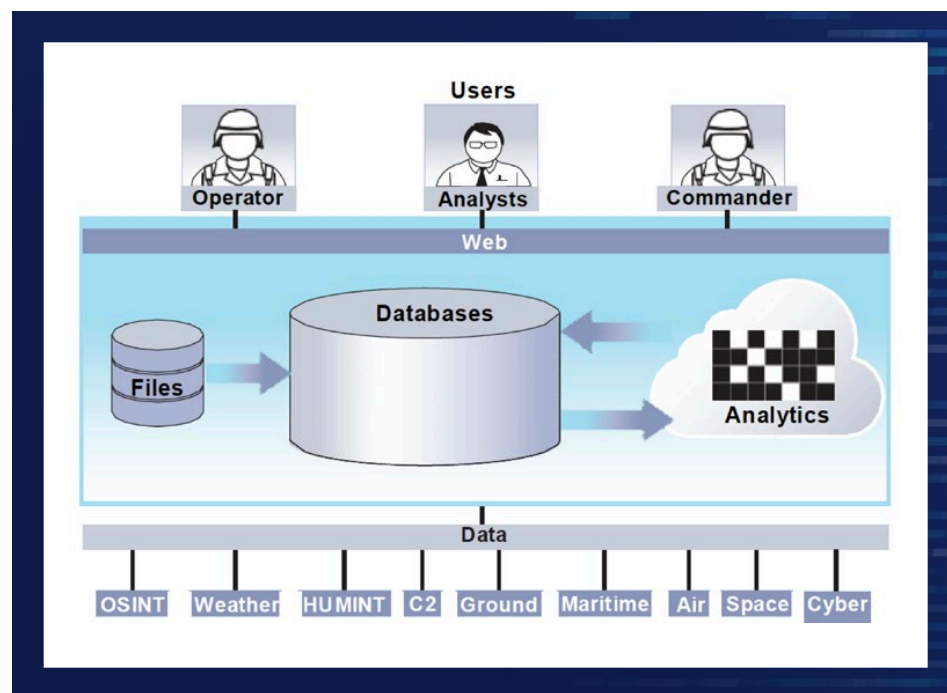 Users
Operator
Analysts
Commander
Web
Databases
Files
Analytics
Data
OSINT
Weather
HUMINT
C2
Ground
Maritime
Air
Space
Cyber